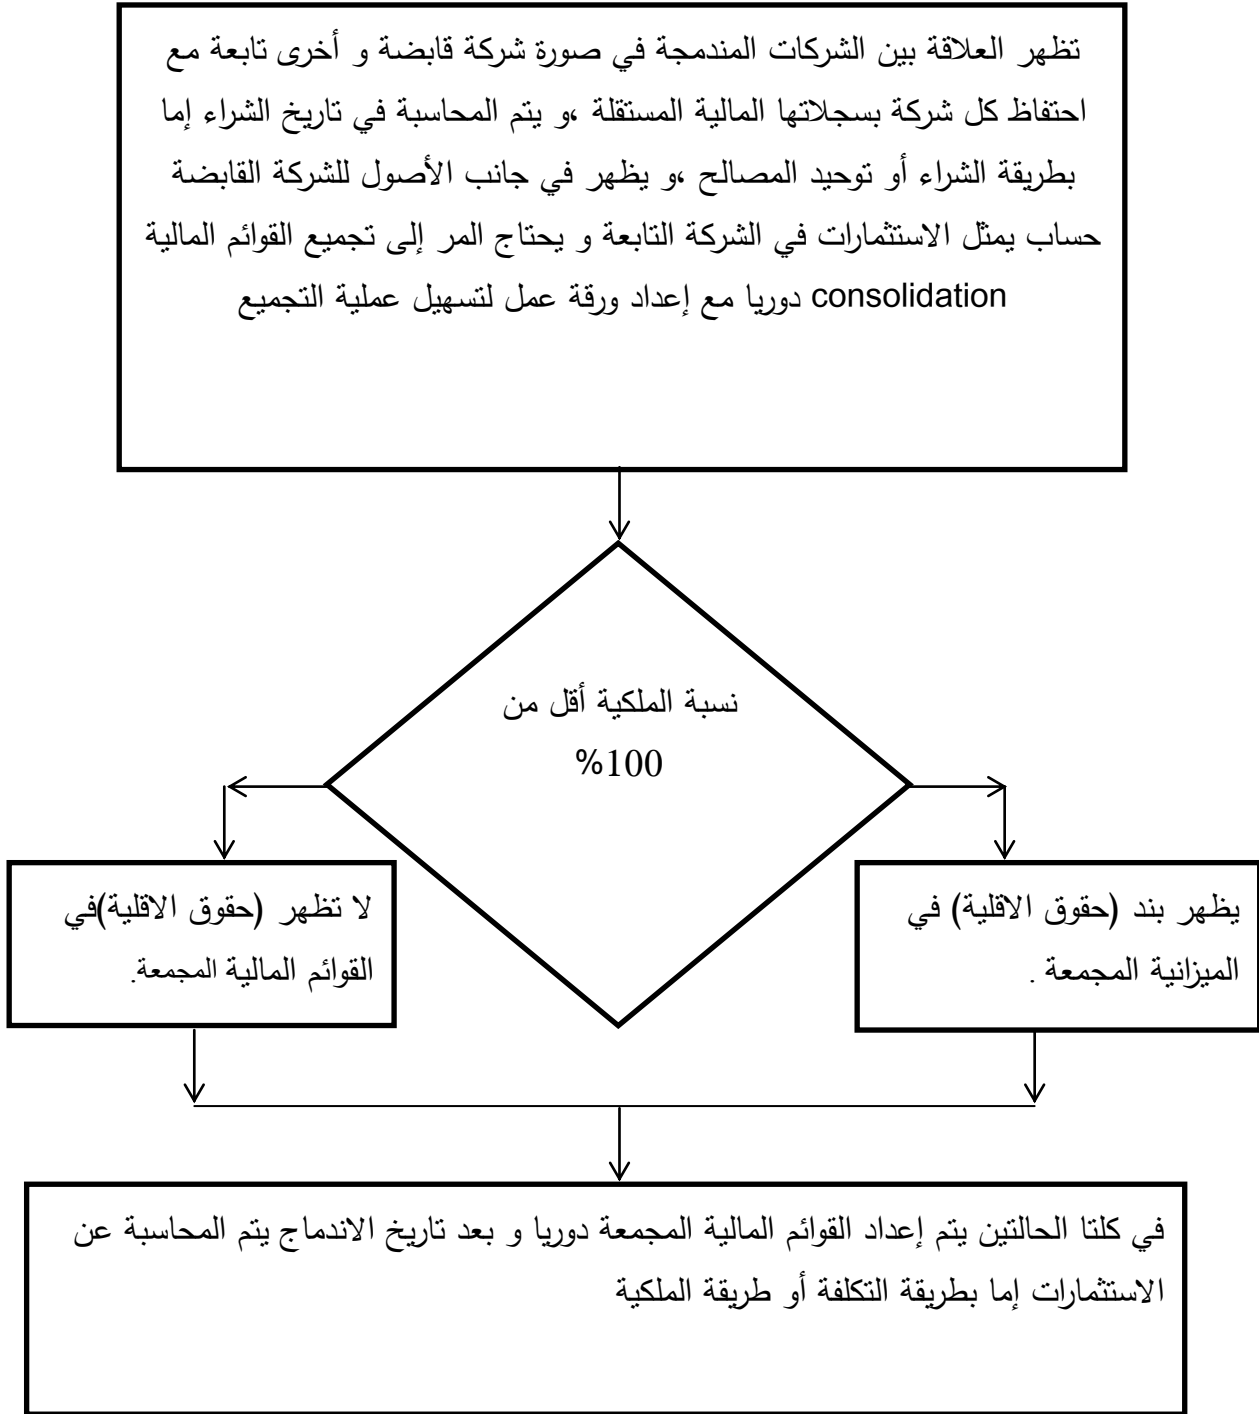 تظهر العلاقة بين الشركات المندمجة في صورة شركة قابضة و أخرى تابعة مع
احتفاظ كل شركة بسجلاتها المالية المستقلة ،و يتم المحاسبة في تاريخ الشراء إما
بطريقة الشراء أو توحيد المصالح ،و يظهر في جانب الأصول للشركة القابضة
حساب يمثل الاستثمارات في الشركة التابعة و يحتاج المر إلى تجميع القوائم المالية
consolidation دوريا مع إعداد ورقة عمل لتسهيل عملية التجميع
نسبة الملكية أقل من
100%
يظهر بند (حقوق الاقلية) في
الميزانية المجمعة .
لا تظهر (حقوق الاقلية)في
القوائم المالية المجمعة.
في كلتا الحالتين يتم إعداد القوائم المالية المجمعة دوريا و بعد تاريخ الاندماج يتم المحاسبة عن
الاستثمارات إما بطريقة التكلفة أو طريقة الملكية